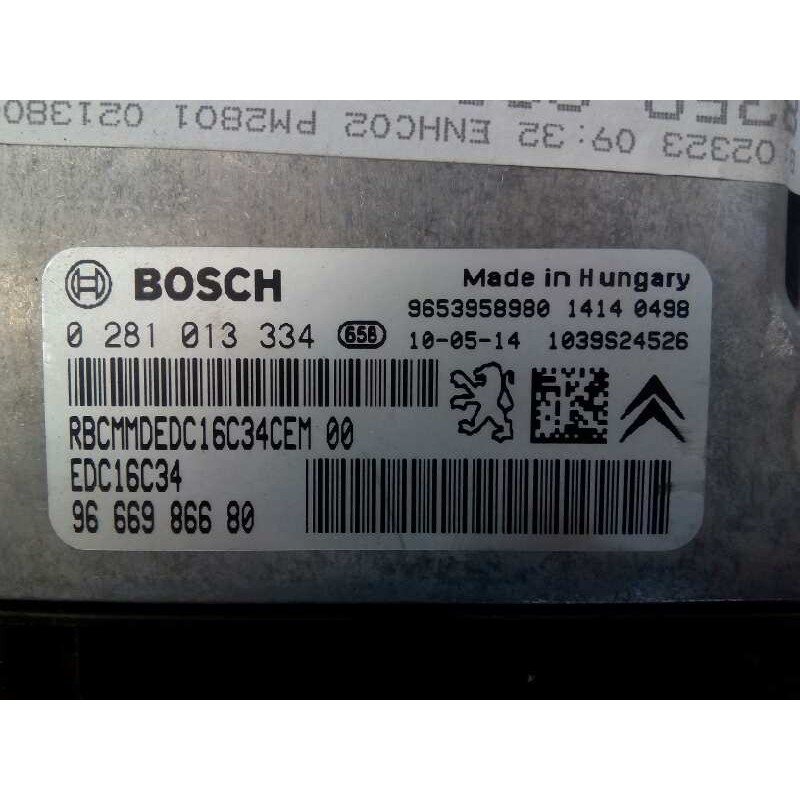 02323 09:32 ENHC02 PM2801 021380
BOSCH
Made in Hungary
9653958980 1414 0498
0 281 013 334 658 10-05-14 1039S24526
RBCMMDEDC16C34CEM 00
EDC16C34
96 669 866 80